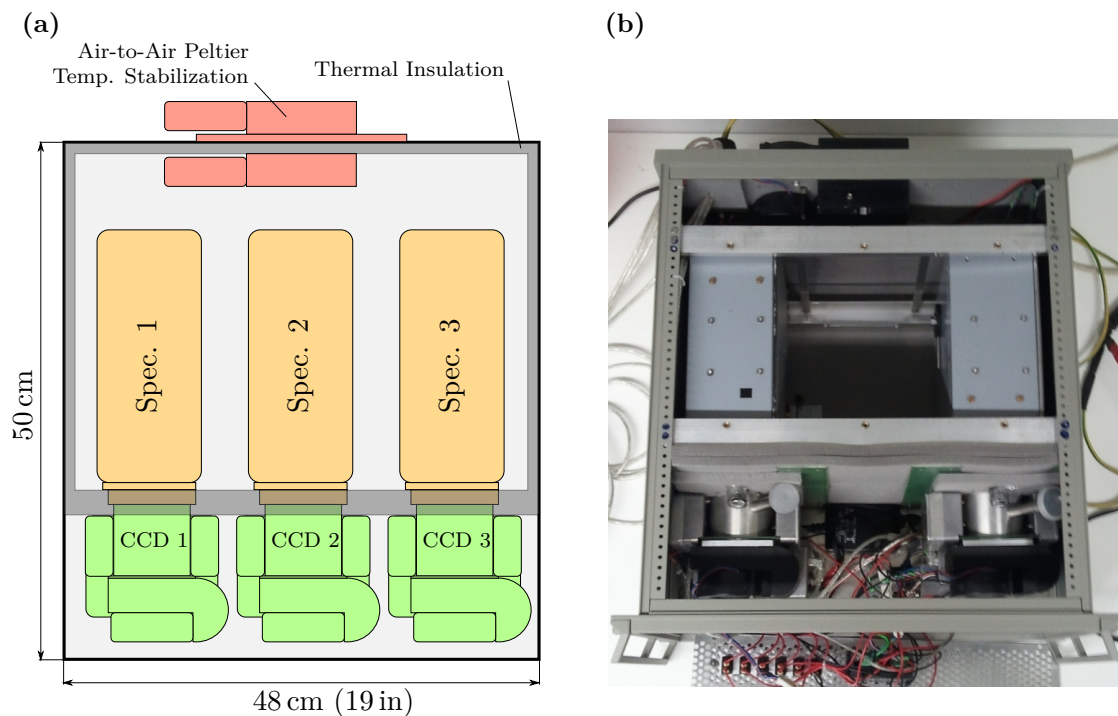 (a)
(b)
Air-to-Air Peltier
Temp. Stabilization
Thermal Insulation
50 cm
Spec. 1
Spec. 2
Spec. 3
CCD 1
CCD 2
CCD 3
48 cm (19 in)